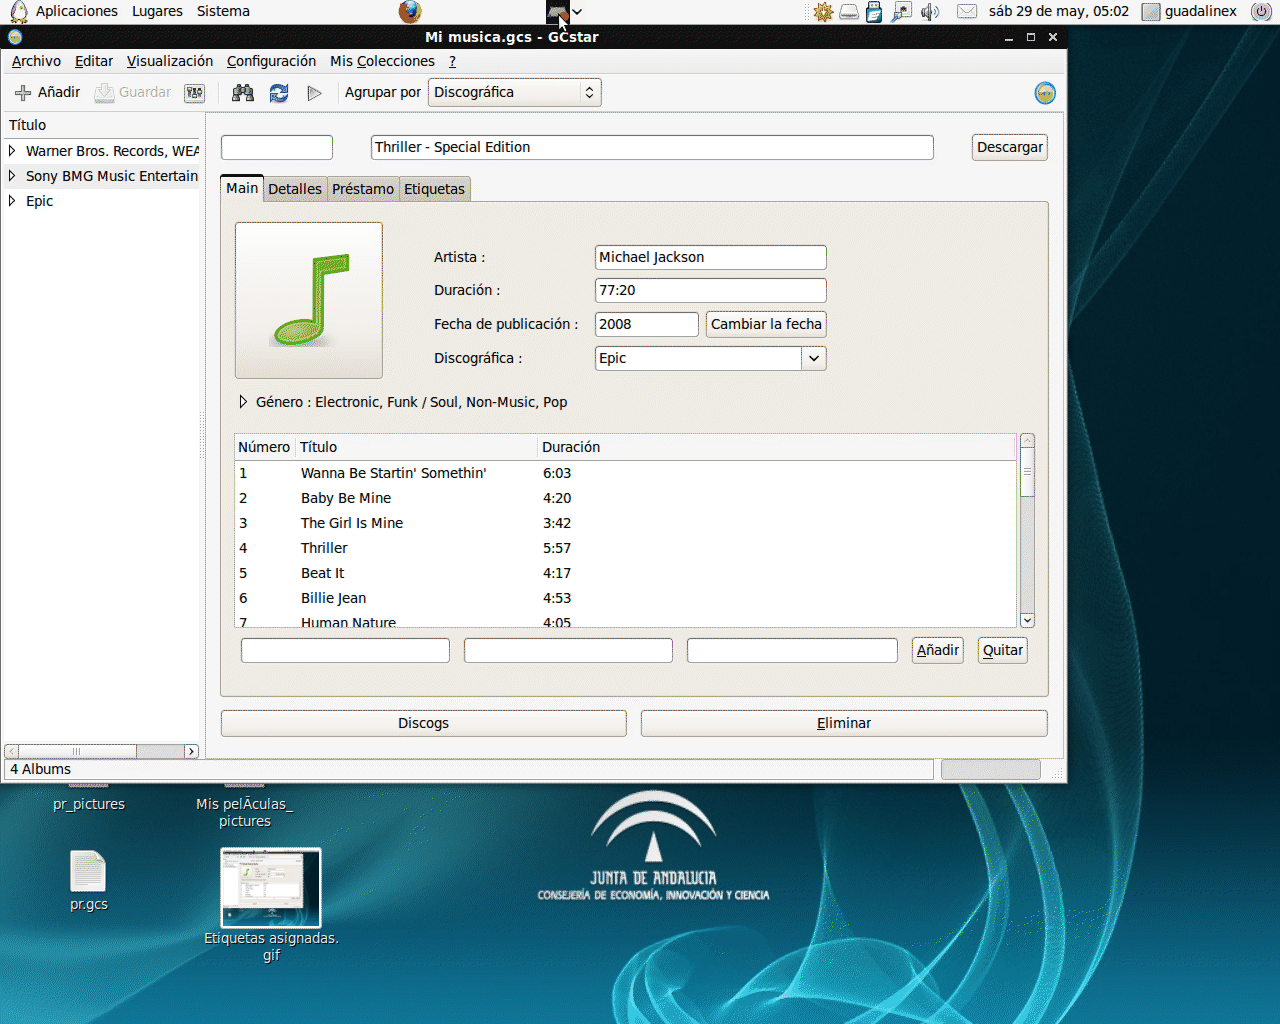 Aplicaciones Lugares Sistema sáb 29 de may, 05:02 guadalinex
Mi musica.gcs - GCstar
Archivo Editar Visualización Configuración Mis Colecciones ?
Añadir Guardar Agrupar por Discográfica
Título
Warner Bros. Records, WEA
Sony BMG Music Entertain
Epic
Thriller - Special Edition Descargar
Main Detalles Préstamo Etiquetas
Artista : Michael Jackson
Duración : 77:20
Fecha de publicación : 2008 Cambiar la fecha
Discográfica : Epic
Género : Electronic, Funk / Soul, Non-Music, Pop
Número Título Duración
1 Wanna Be Startin' Somethin' 6:03
2 Baby Be Mine 4:20
3 The Girl Is Mine 3:42
4 Thriller 5:57
5 Beat It 4:17
6 Billie Jean 4:53
7 Human Nature 4:05
Añadir Quitar
Discogs Eliminar
4 Albums
pr_pictures
Mis pelÃculas_
pictures
pr.gcs
Etiquetas asignadas.
gif
JUNTA DE ANDALUCIA
CONSEJERÍA DE ECONOMÍA, INNOVACIÓN Y CIENCIA